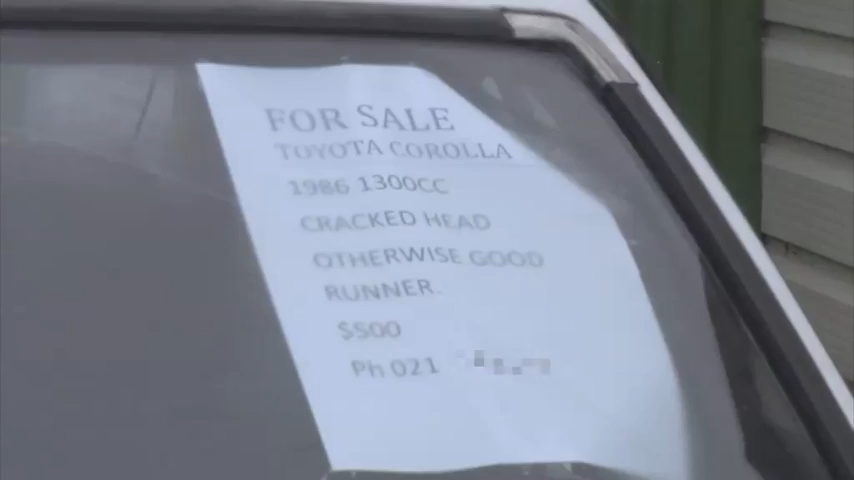 FOR SALE
TOYOTA COROLLA
1986 1300CC
CRACKED HEAD
OTHERWISE GOOD
RUNNER.
$500
Ph 021